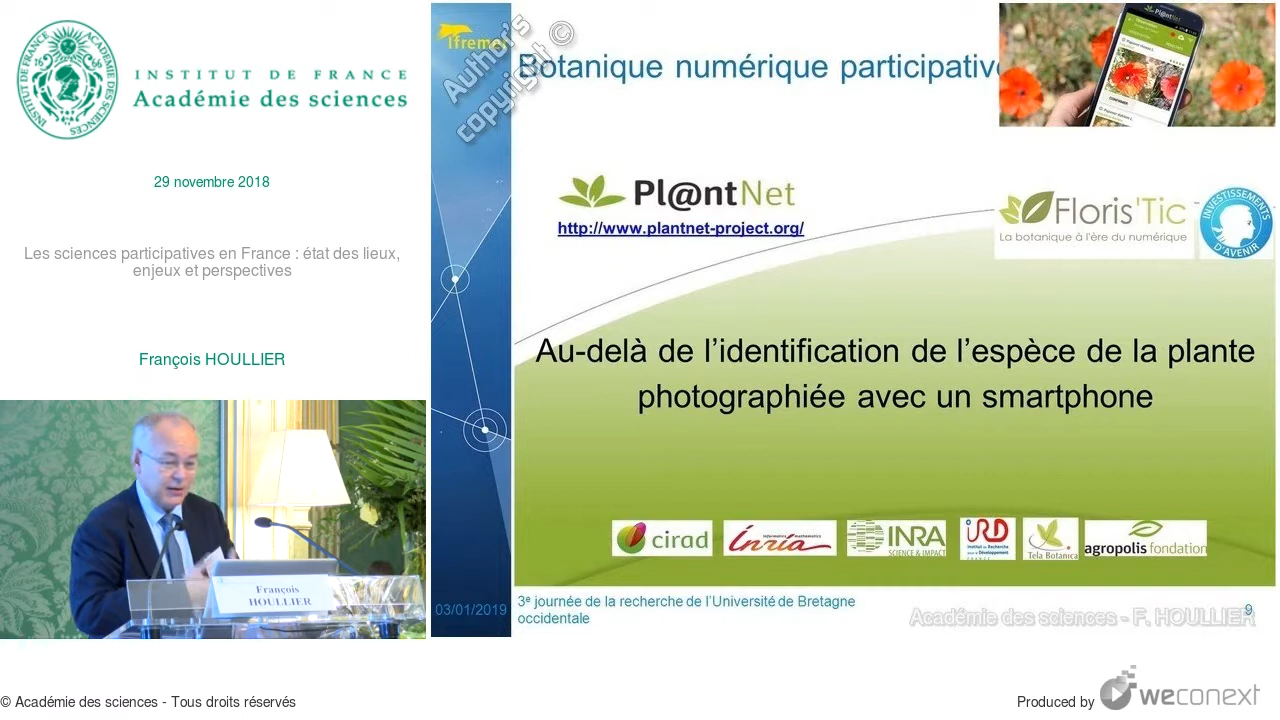 INSTITUT DE FRANCE
Académie des sciences
29 novembre 2018
Les sciences participatives en France : état des lieux,
enjeux et perspectives
François HOULLIER
François
HOULLIER
Ifremer
Author's
copyright ©
Botanique numérique participative
Pl@ntNet
Pl@ntNet
http://www.plantnet-project.org/
Floris'Tic
La botanique à l'ère du numérique
INVESTISSEMENTS
D'AVENIR
Au-delà de l'identification de l'espèce de la plante
photographiée avec un smartphone
cirad
informatics mathematics
Inria
INRA
SCIENCE & IMPACT
IRD
Institut de Recherche
pour le Développement
FRANCE
Tela Botanica
agropolis fondation
03/01/2019
3e journée de la recherche de l'Université de Bretagne
occidentale
Académie des sciences - F. HOULLIER
9
© Académie des sciences - Tous droits réservés
Produced by
weconext